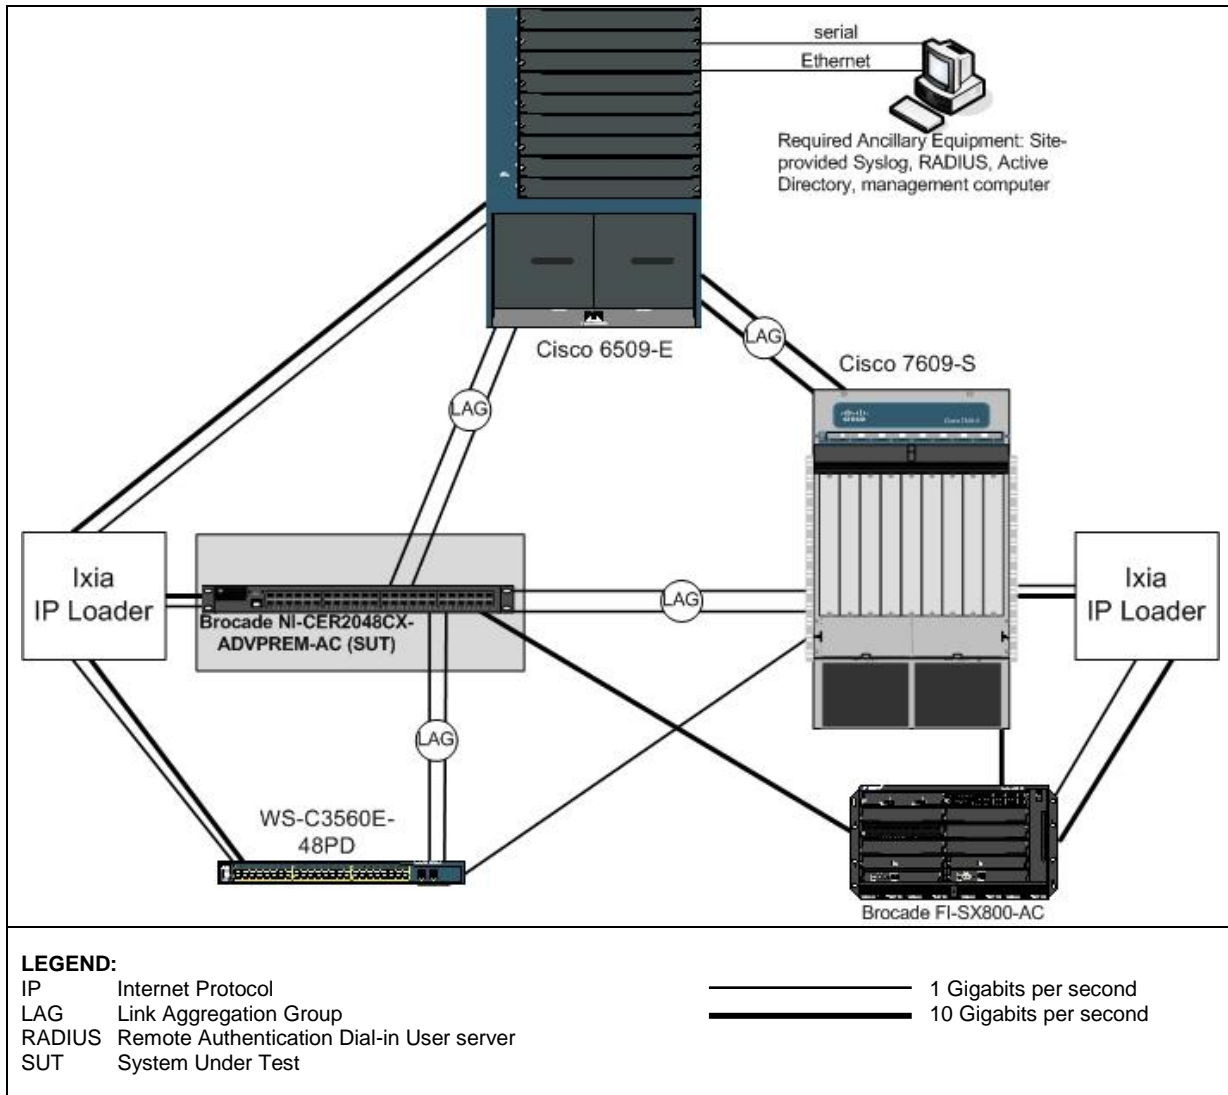 serial
Ethernet
Required Ancillary Equipment: Site-
provided Syslog, RADIUS, Active
Directory, management computer
Cisco 6509-E
LAG
Cisco 7609-S
LAG
Ixia
IP Loader
Brocade NI-CER2048CX-
ADVPREM-AC (SUT)
LAG
Ixia
IP Loader
LAG
WS-C3560E-
48PD
Brocade FI-SX800-AC
LEGEND:
IP Internet Protocol
LAG Link Aggregation Group
RADIUS Remote Authentication Dial-in User server
SUT System Under Test
1 Gigabits per second
10 Gigabits per second